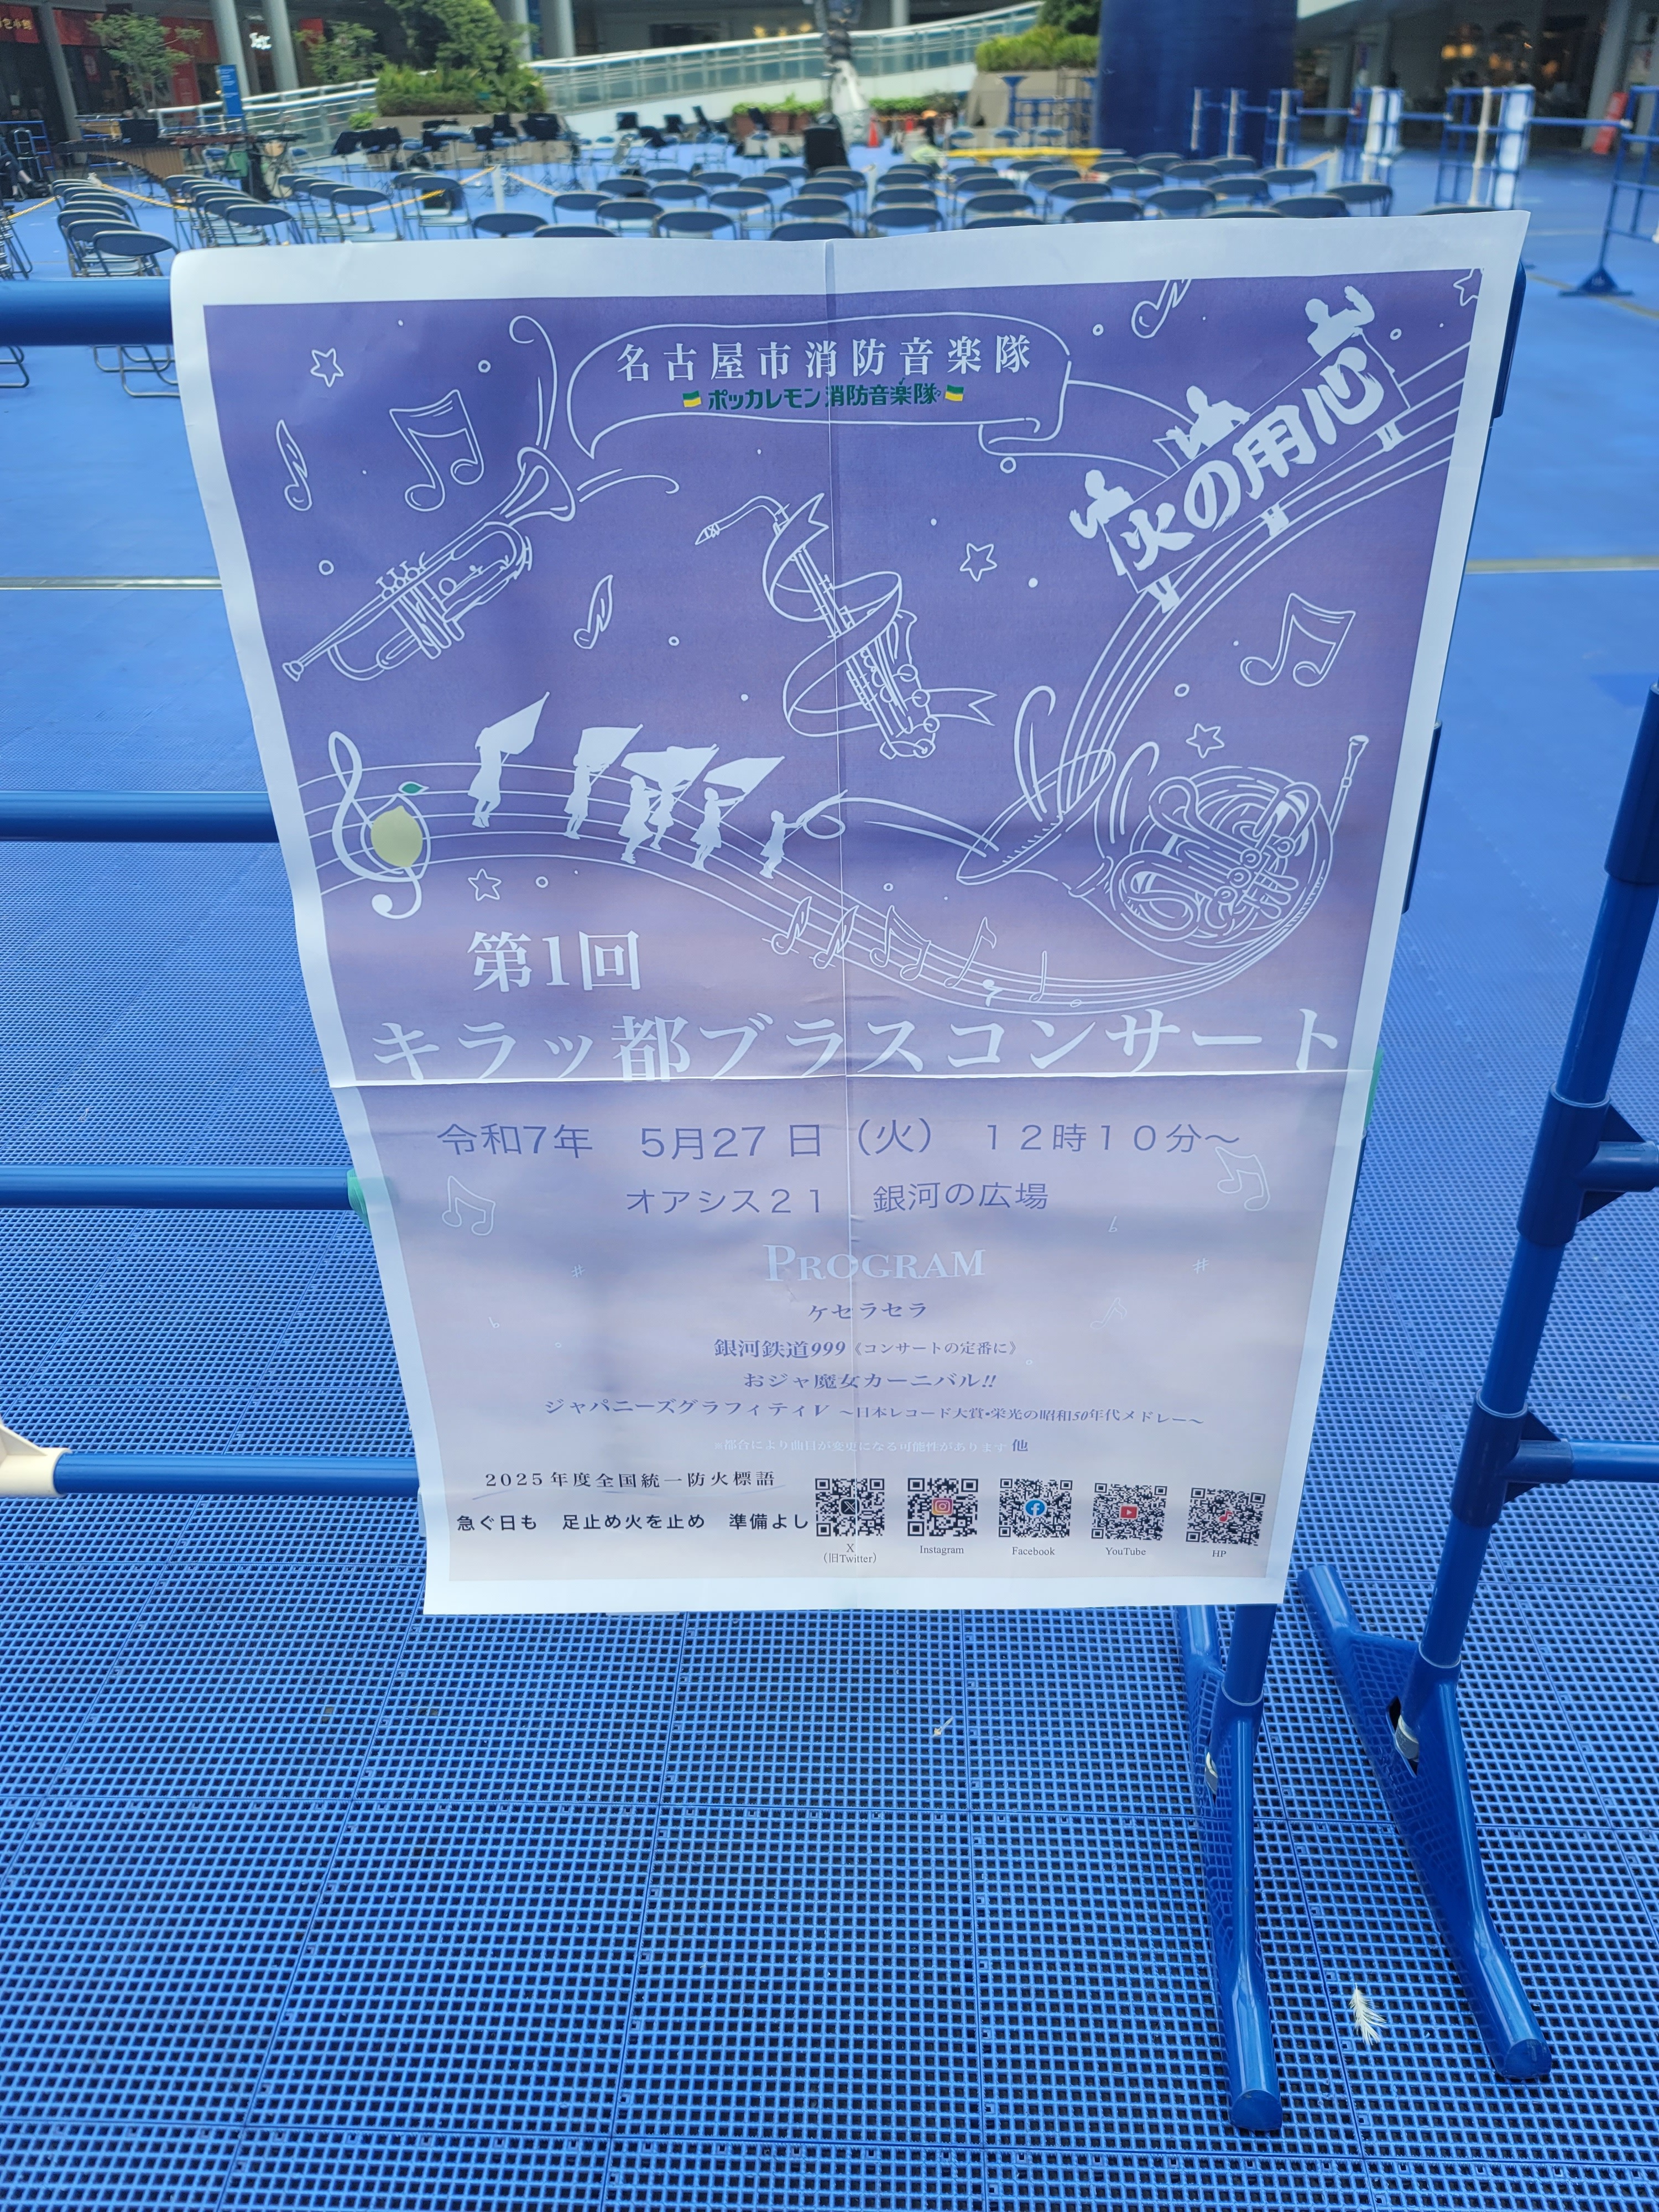 名古屋市消防音楽隊
ポッカレモン消防音楽隊
火の用心
第1回
キラッ都ブラスコンサート
令和7年 5月27日（火） 12時10分～
オアシス21 銀河の広場
PROGRAM
ケセラセラ
銀河鉄道999《コンサートの定番に》
おジャ魔女カーニバル!!
ジャパニーズグラフィティⅤ ～日本レコード大賞・栄光の昭和50年代メドレー～
※都合により曲目が変更になる可能性があります 他
2025年度全国統一防火標語
急ぐ日も 足止め火を止め 準備よし
X
（旧Twitter）
Instagram
Facebook
YouTube
HP